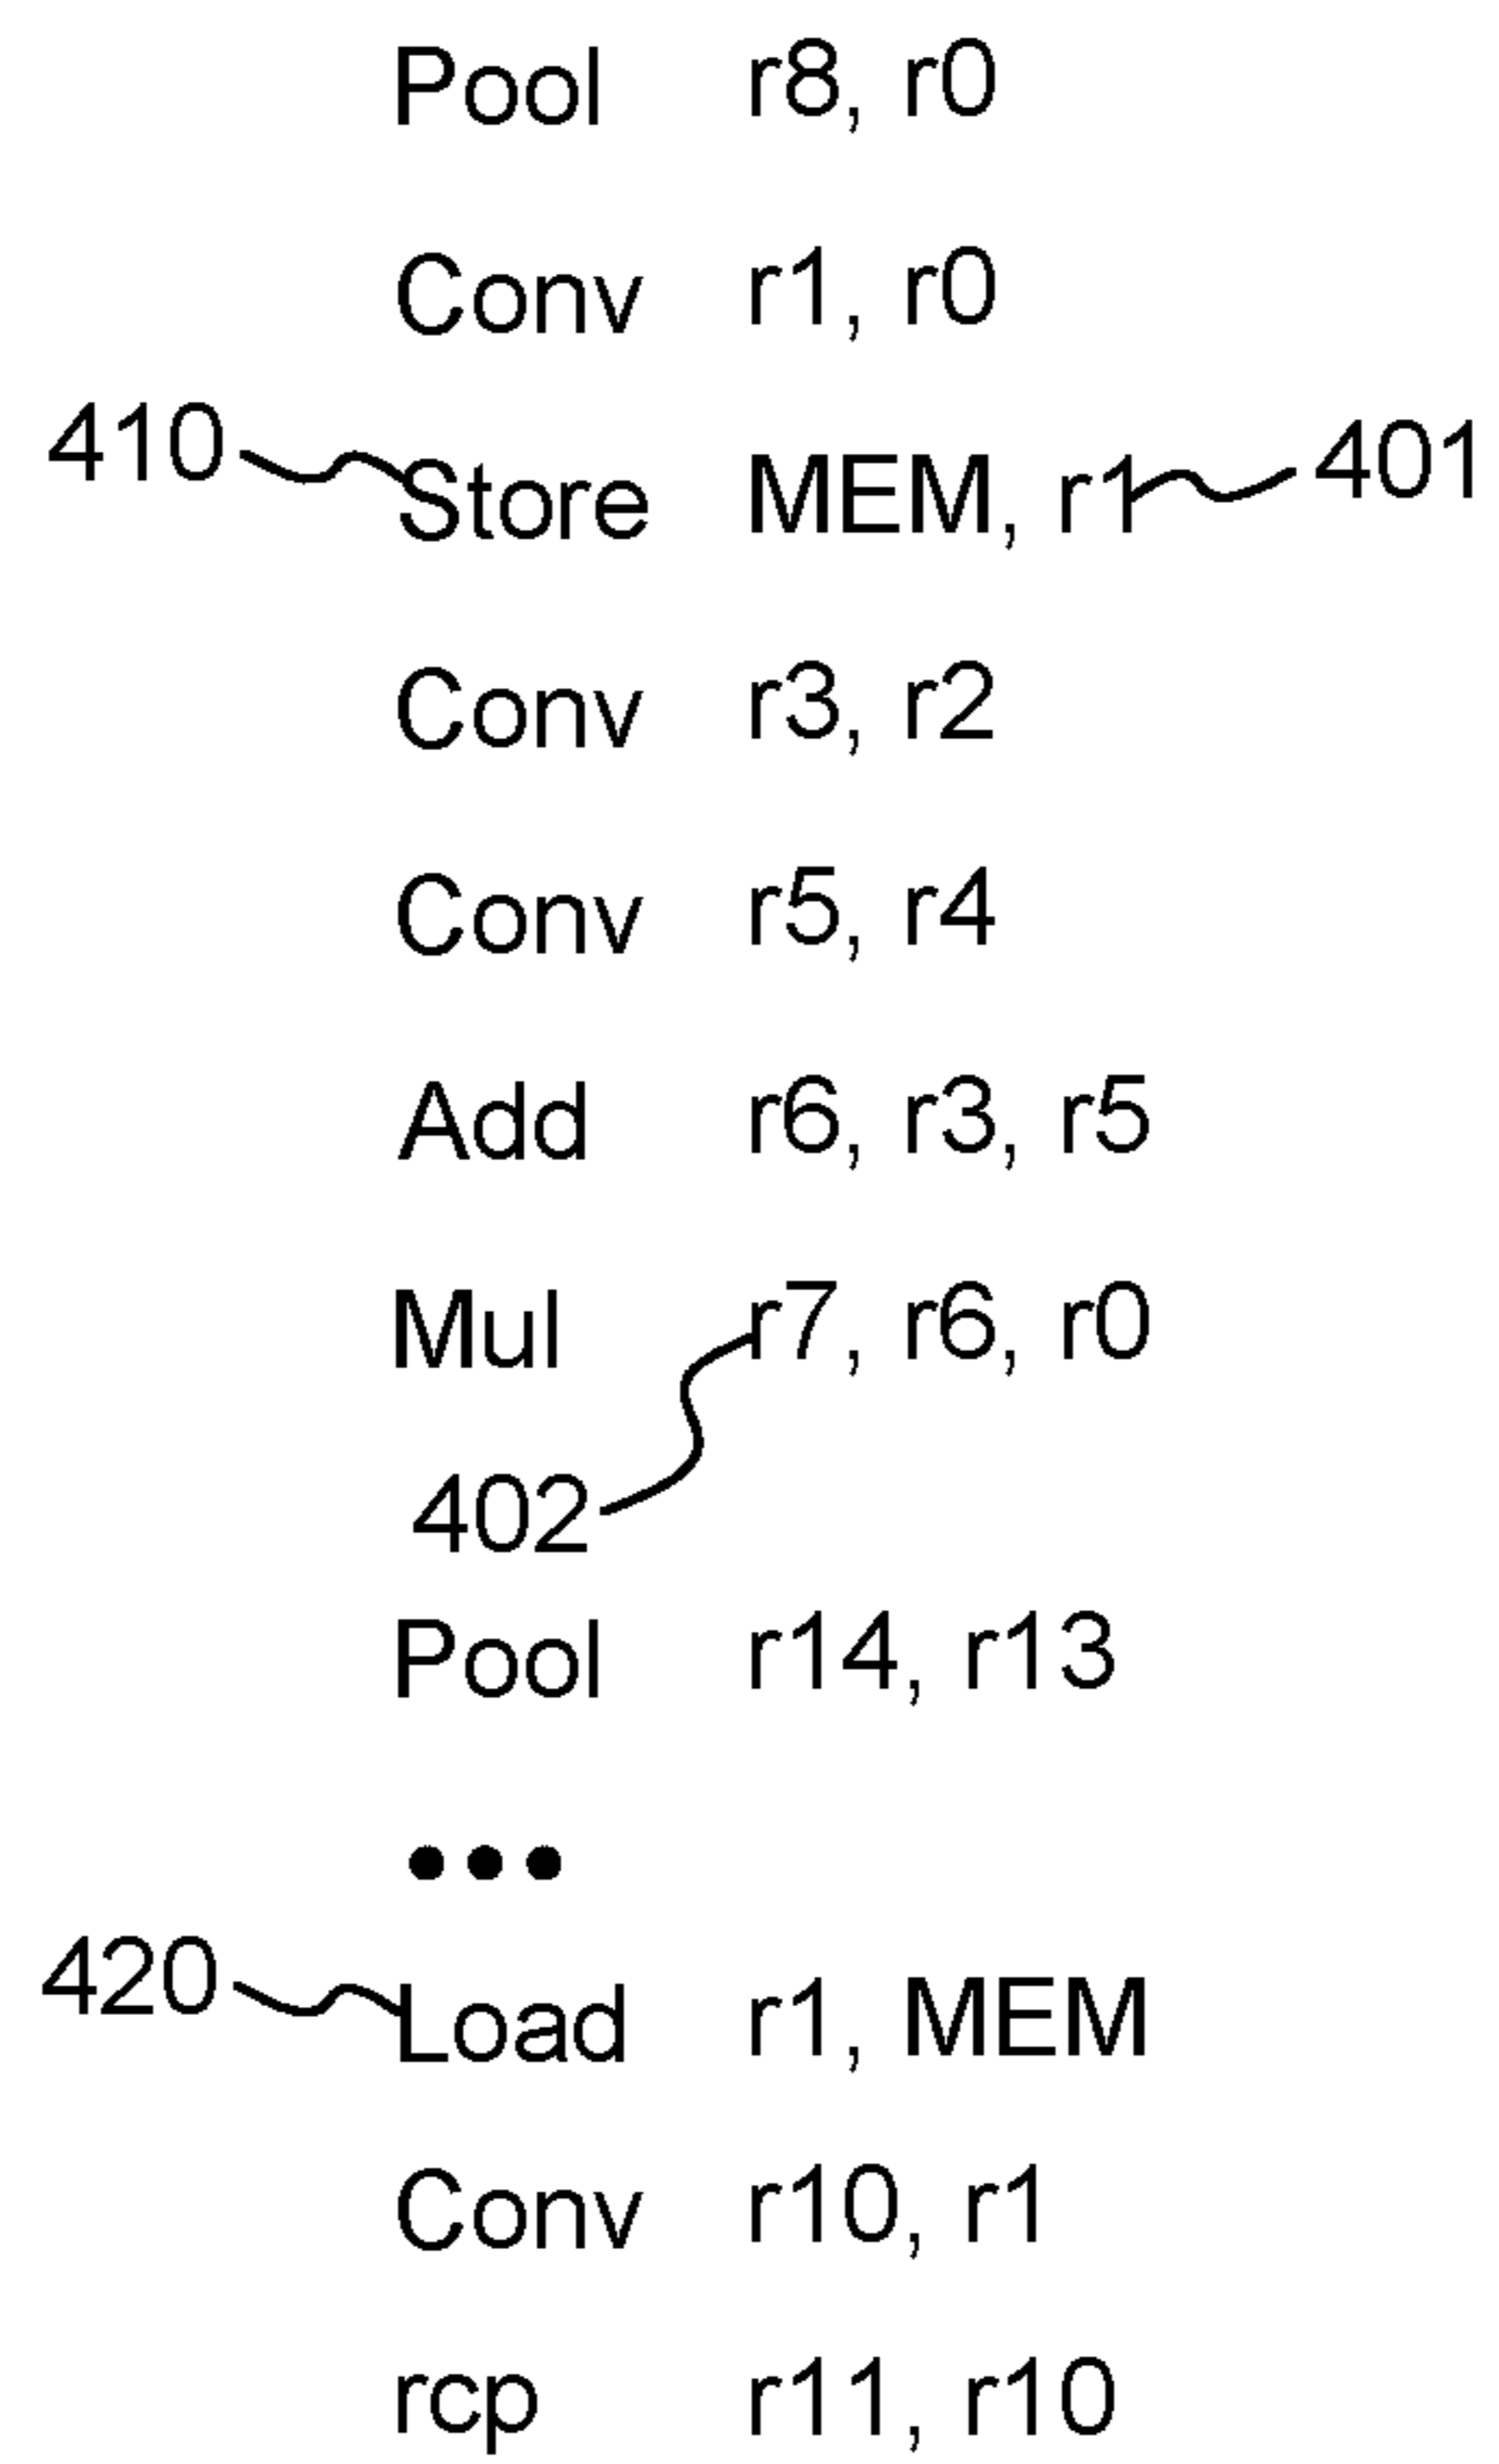 Pool r8, r0
Conv r1, r0
410 Store MEM, r1 401
Conv r3, r2
Conv r5, r4
Add r6, r3, r5
Mul r7, r6, r0
402
Pool r14, r13
•••
420 Load r1, MEM
Conv r10, r1
rcp r11, r10